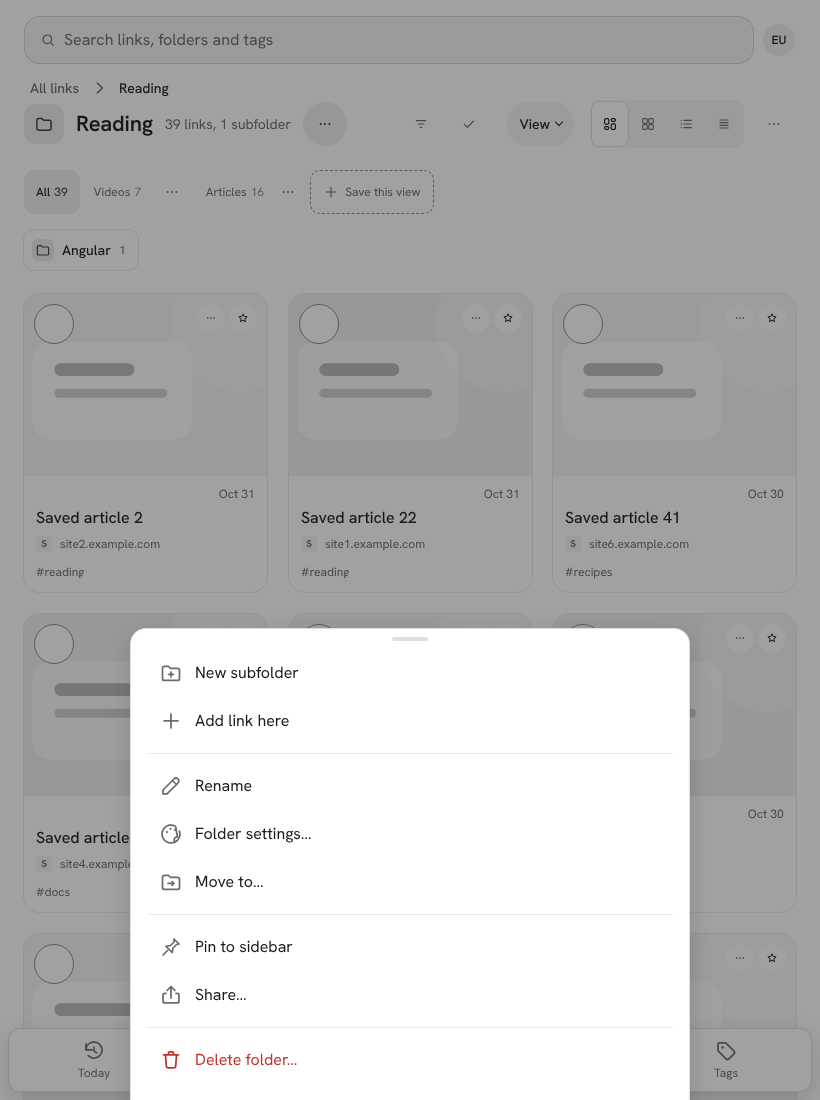 Search links, folders and tags
EU
All links
Reading
Reading 39 links, 1 subfolder
View
All 39
Videos 7
Articles 16
Save this view
Angular 1
Oct 31
Saved article 2
S site2.example.com
#reading
Oct 31
Saved article 22
S site1.example.com
#reading
Oct 30
Saved article 41
S site6.example.com
#recipes
Saved article
S site4.example
#docs
Oct 30
New subfolder
Add link here
Rename
Folder settings...
Move to...
Pin to sidebar
Share...
Delete folder...
Today
Tags